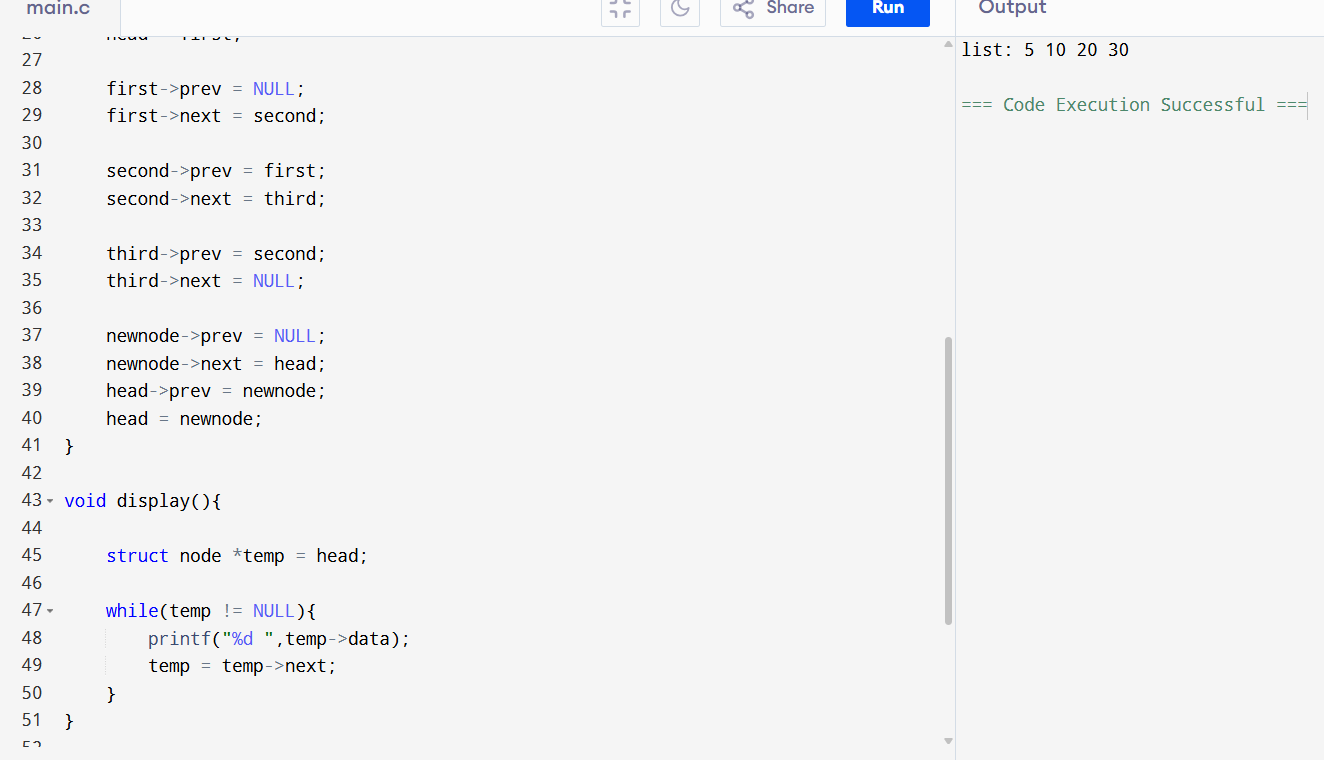 main.c
Share
Run
Output
26 head = first;
27
28 first->prev = NULL;
29 first->next = second;
30
31 second->prev = first;
32 second->next = third;
33
34 third->prev = second;
35 third->next = NULL;
36
37 newnode->prev = NULL;
38 newnode->next = head;
39 head->prev = newnode;
40 head = newnode;
41 }
42
43 void display(){
44
45 struct node *temp = head;
46
47 while(temp != NULL){
48 printf("%d ",temp->data);
49 temp = temp->next;
50 }
51 }
52
list: 5 10 20 30
=== Code Execution Successful ===